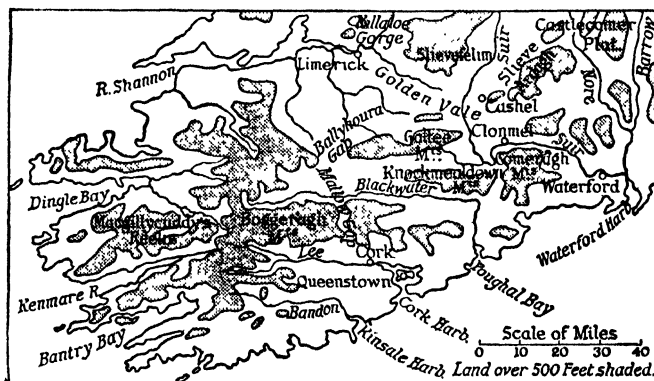 Killaloe
Gorge
Slievefelim
Suir
Castlecomer
Plat.
Barrow
Slieve
Ardagh
Nore
R. Shannon
Limerick
Golden Vale
Cashel
Ballyhoura
Gap
Galtee
Mts
Clonmel
Suir
Comeragh
Mts
Knockmealdown
Mts
Waterford
Dingle Bay
Blackwater
Macgillycuddy's
Reeks
Boggeragh
Mts
Lee
Cork
Queenstown
Youghal Bay
Waterford Harb.
Kenmare R.
Bandon
Cork Harb.
Bantry Bay
Kinsale Harb.
Scale of Miles
0 10 20 30 40
Land over 500 Feet shaded.